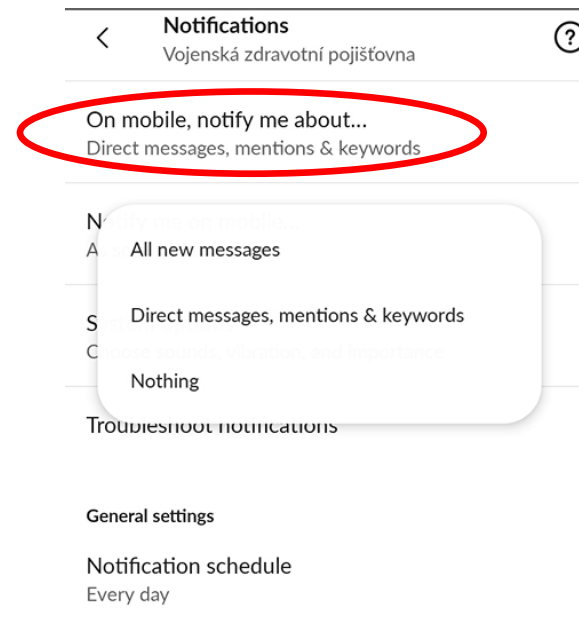 Notifications
Vojenská zdravotní pojišťovna
On mobile, notify me about...
Direct messages, mentions & keywords
All new messages
Direct messages, mentions & keywords
Nothing
Troubleshoot notifications
General settings
Notification schedule
Every day